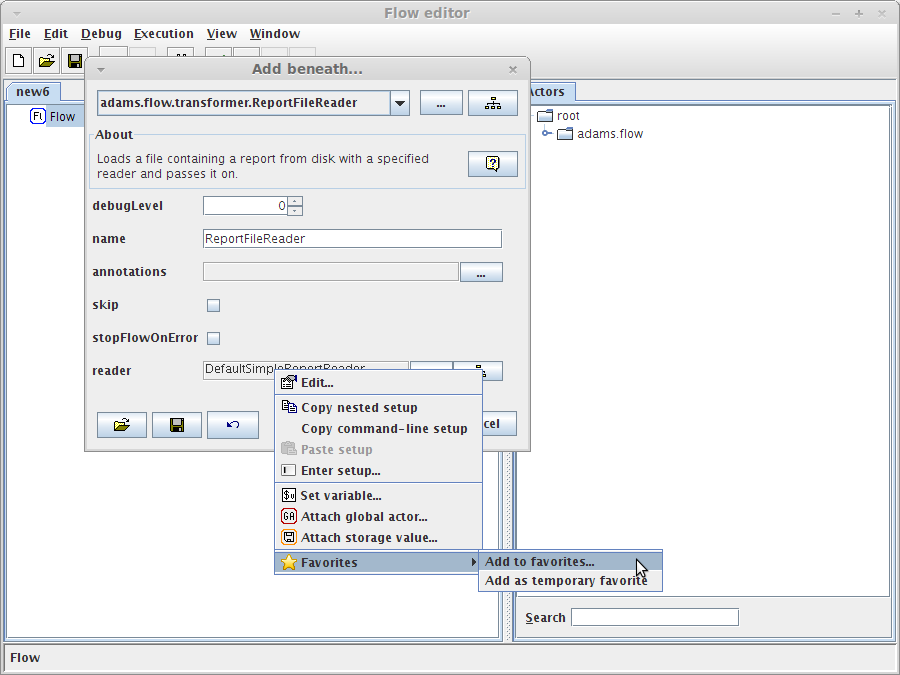 Flow editor
File Edit Debug Execution View Window
Add beneath...
new6
Flow
adams.flow.transformer.ReportFileReader
...
About
Loads a file containing a report from disk with a specified
reader and passes it on.
debugLevel
0
name
ReportFileReader
annotations
...
skip
stopFlowOnError
reader
DefaultSimpleReportReader
cel
Edit...
Copy nested setup
Copy command-line setup
Paste setup
Enter setup...
Set variable...
GA Attach global actor...
Attach storage value...
Favorites
Add to favorites...
Add as temporary favorite
Actors
root
adams.flow
Search
Flow